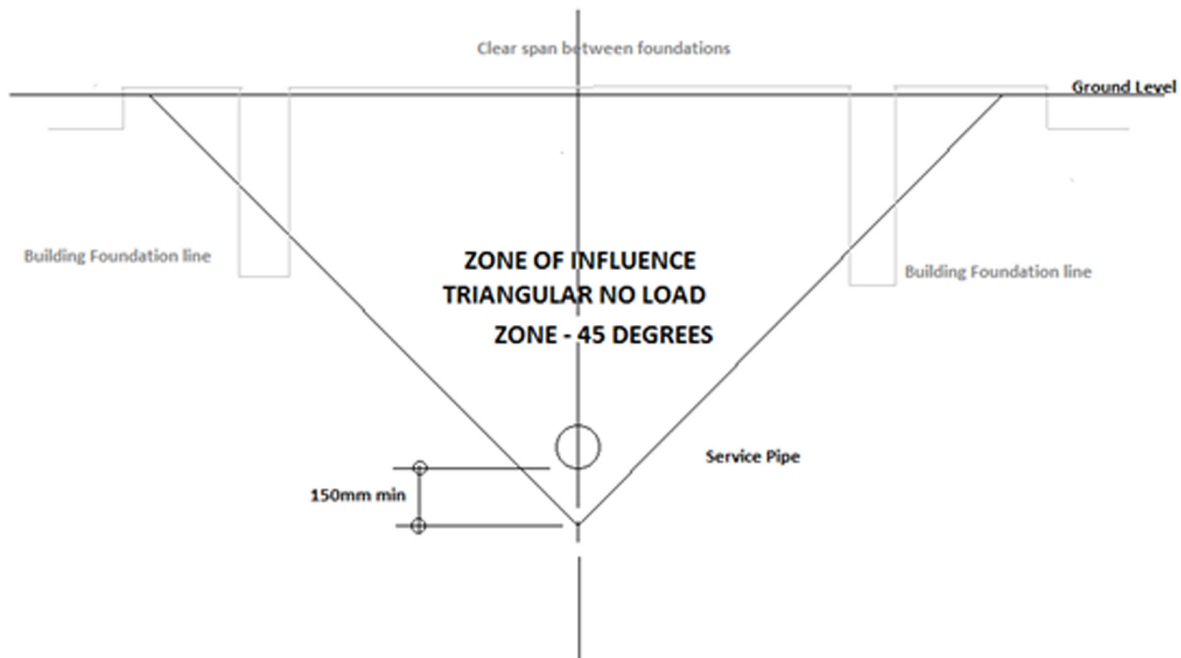 Clear span between foundations
Ground Level
Building Foundation line
ZONE OF INFLUENCE
TRIANGULAR NO LOAD
ZONE - 45 DEGREES
Building Foundation line
Service Pipe
150mm min